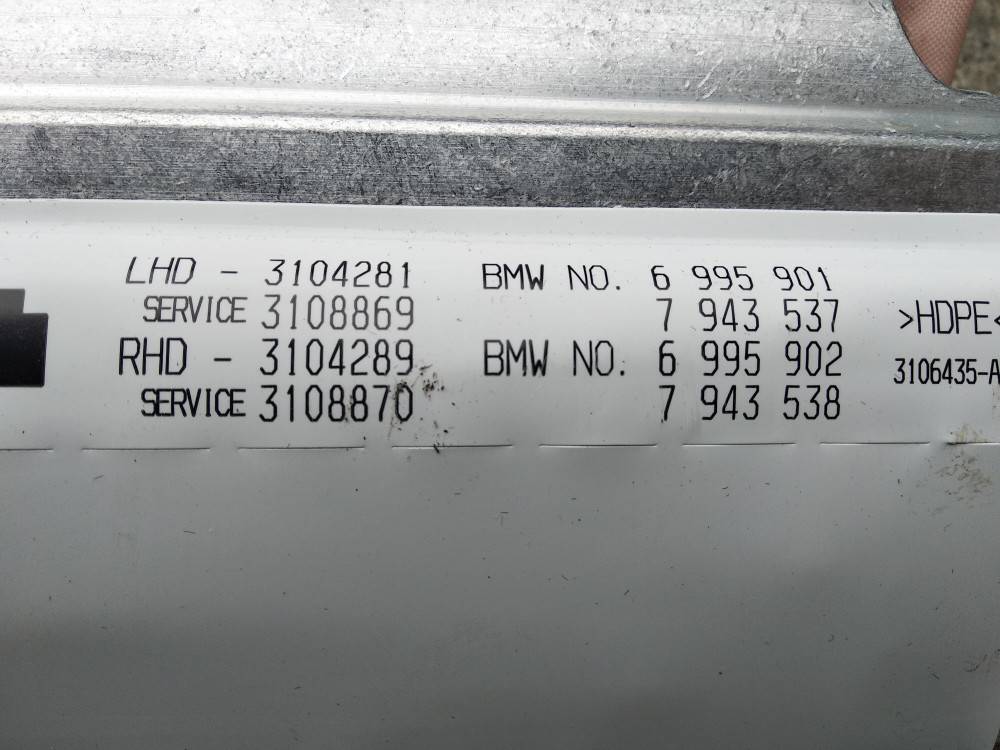 LHD - 3104281 BMW NO. 6 995 901
SERVICE 3108869 7 943 537
RHD - 3104289 BMW NO. 6 995 902
SERVICE 3108870 7 943 538
>HDPE<
3106435-A